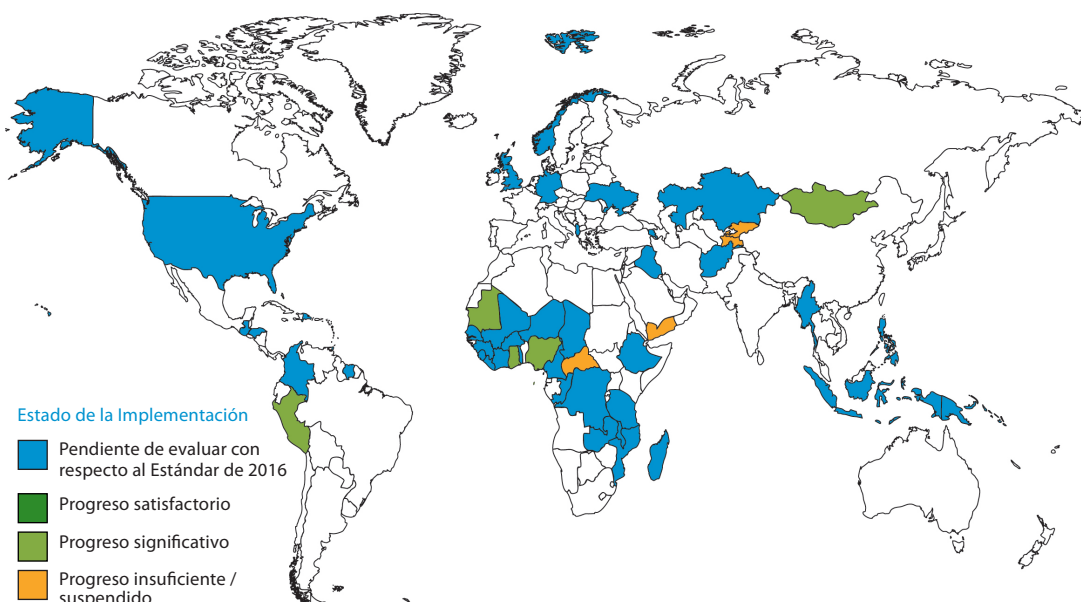 Estado de la Implementación
Pendiente de evaluar con
respecto al Estándar de 2016
Progreso satisfactorio
Progreso significativo
Progreso insuficiente /
suspendido